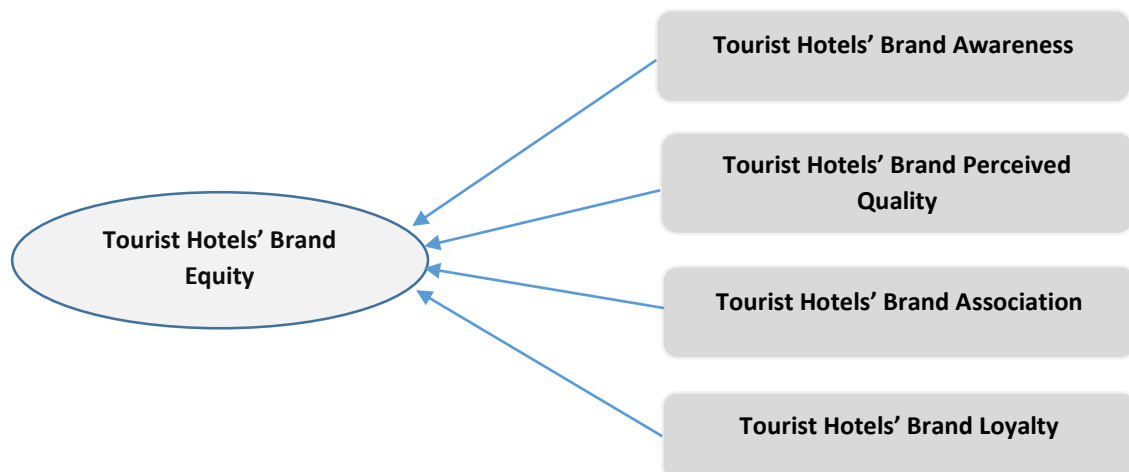 Tourist Hotels’ Brand Awareness
Tourist Hotels’ Brand Perceived
Quality
Tourist Hotels’ Brand
Equity
Tourist Hotels’ Brand Association
Tourist Hotels’ Brand Loyalty